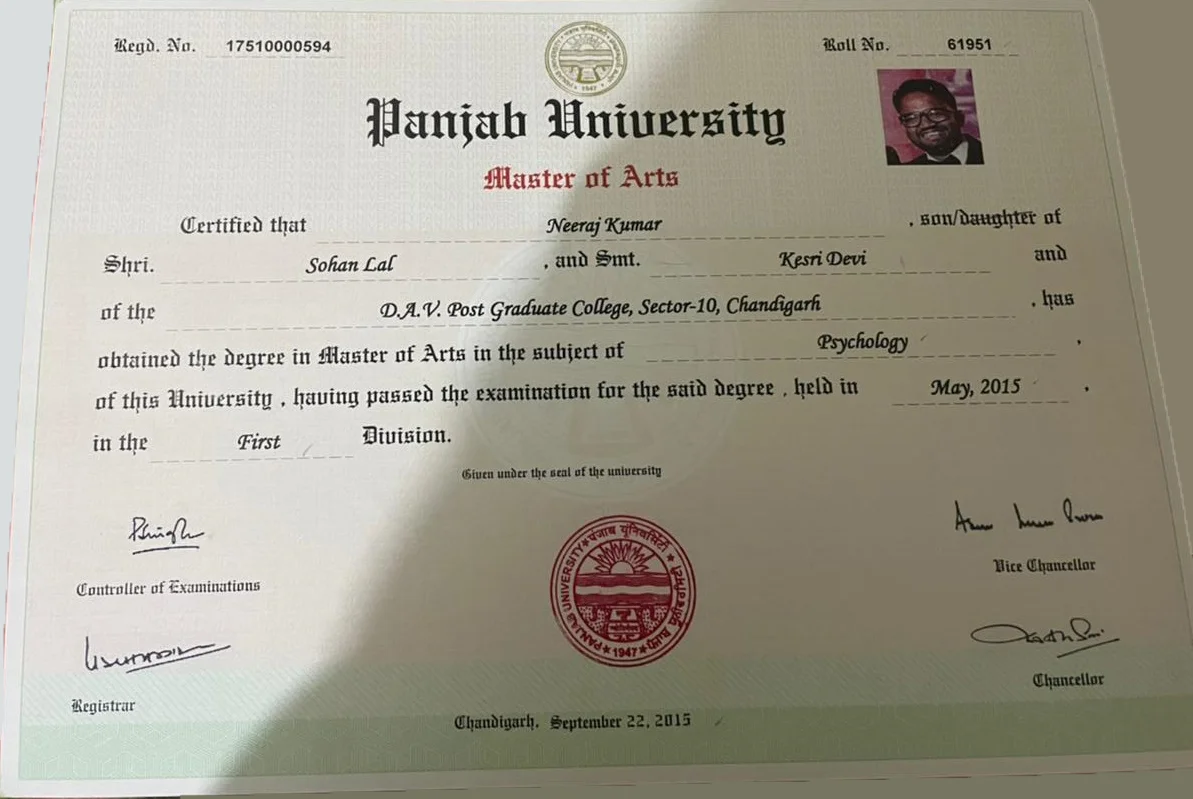 Regd. No. 17510000594
Roll No. 61951
Panjab University
Master of Arts
Certified that Neeraj Kumar , son/daughter of
Shri. Sohan Lal , and Smt. Kesri Devi and
of the D.A.V. Post Graduate College, Sector-10, Chandigarh , has
obtained the degree in Master of Arts in the subject of Psychology ,
of this University , having passed the examination for the said degree , held in May, 2015 ,
in the First Division.
Given under the seal of the university
Controller of Examinations
Vice Chancellor
PANJAB UNIVERSITY ★ पंजाब यूनिवर्सिटी ★
★ 1947 ★
Registrar
Chancellor
Chandigarh, September 22, 2015